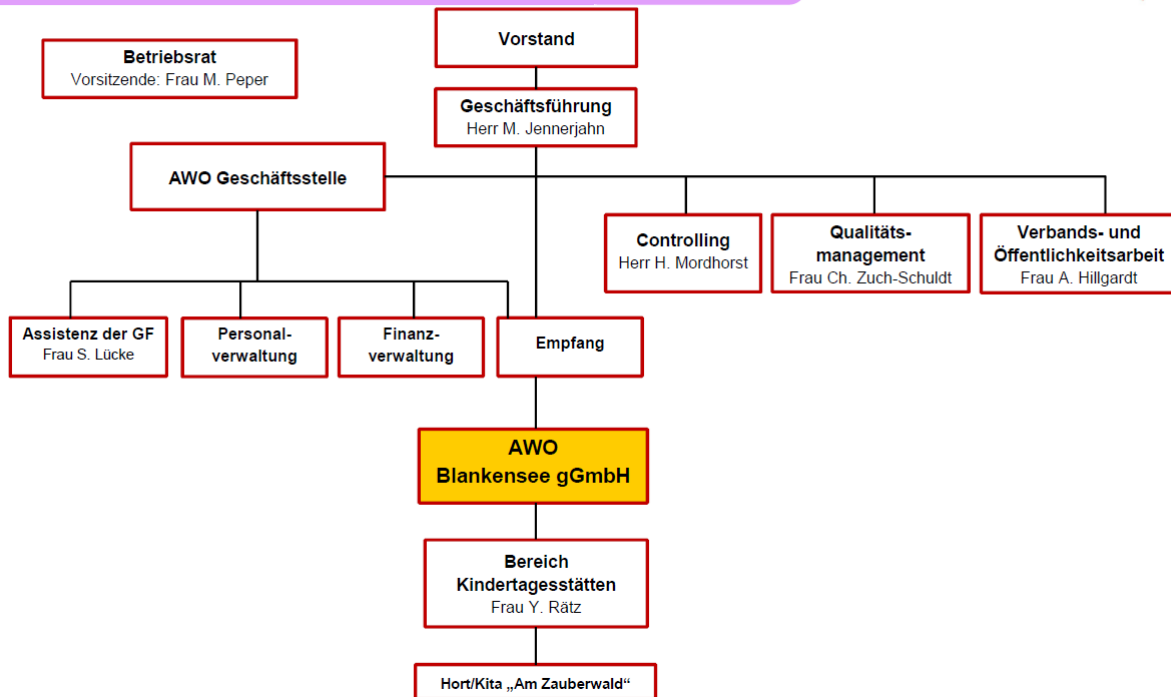 Vorstand
Betriebsrat
Vorsitzende: Frau M. Peper
Geschäftsführung
Herr M. Jennerjahn
AWO Geschäftsstelle
Controlling
Herr H. Mordhorst
Qualitäts-
management
Frau Ch. Zuch-Schuldt
Verbands- und
Öffentlichkeitsarbeit
Frau A. Hillgardt
Assistenz der GF
Frau S. Lücke
Personal-
verwaltung
Finanz-
verwaltung
Empfang
AWO
Blankensee gGmbH
Bereich
Kindertagesstätten
Frau Y. Rätz
Hort/Kita „Am Zauberwald“